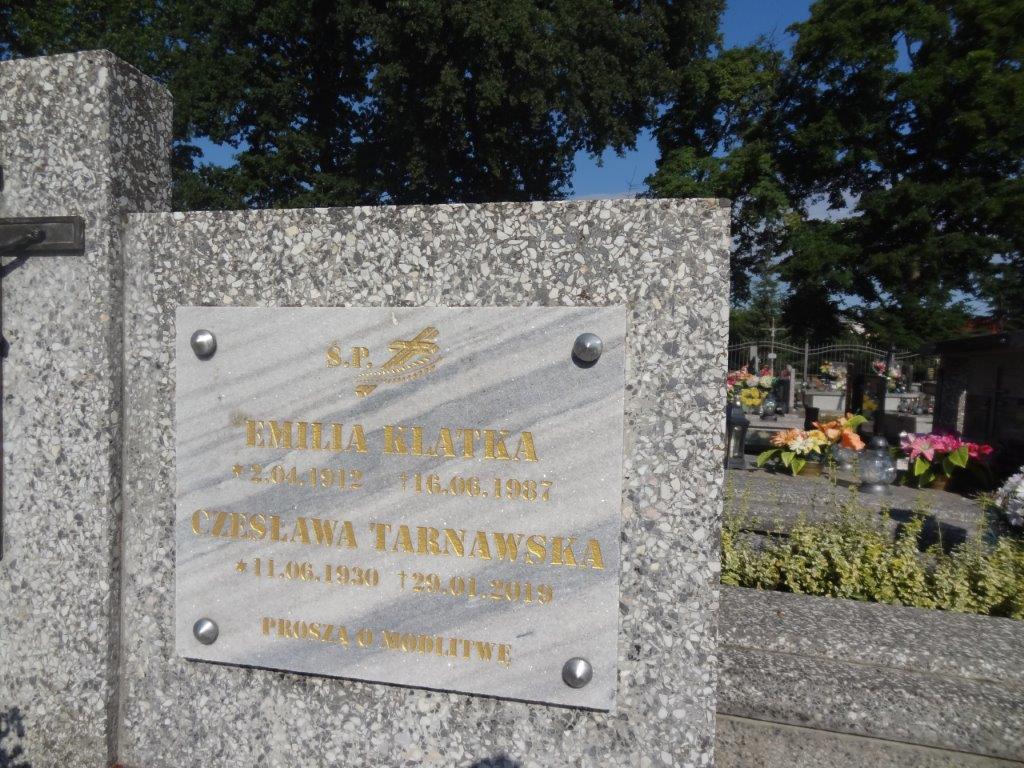 Ś.P.
EMILIA KLATKA
*2.04.1912 †16.06.1987
CZESŁAWA TARNAWSKA
*11.06.1930 †29.01.2019
PROSZĄ O MODLITWĘ